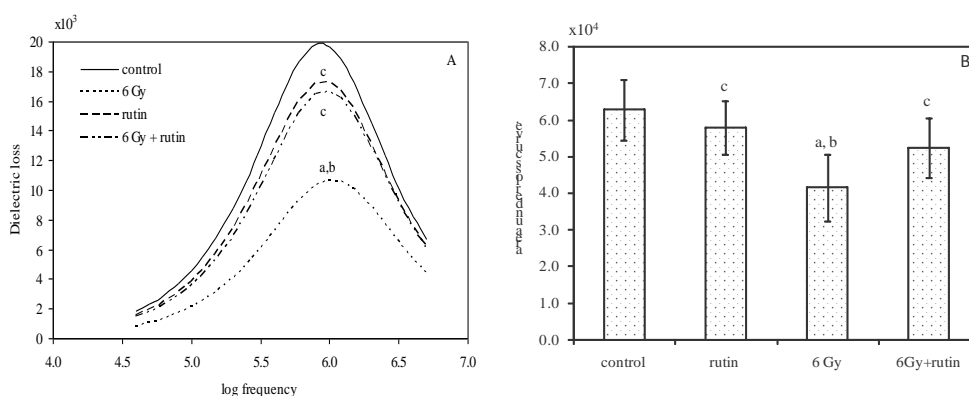 x10³
20
18
16
14
12
10
8
6
4
2
0
Dielectric loss
A
control
6 Gy
rutin
6 Gy + rutin
c
c
a,b
4.0 4.5 5.0 5.5 6.0 6.5 7.0
log frequency
x10⁴
B
8.0
7.0
6.0
5.0
4.0
3.0
2.0
1.0
0.0
c
a, b
c
control rutin 6 Gy 6Gy+rutin